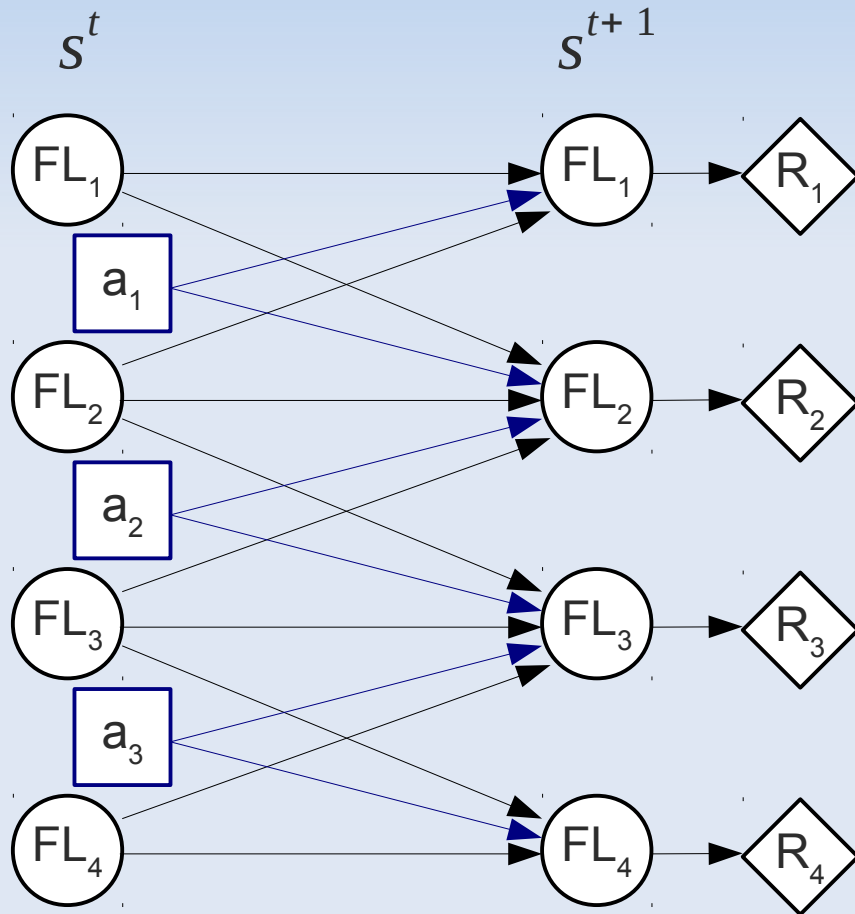 s^t s^{t+1}
FL₁ FL₁ R₁
a₁
FL₂ FL₂ R₂
a₂
FL₃ FL₃ R₃
a₃
FL₄ FL₄ R₄